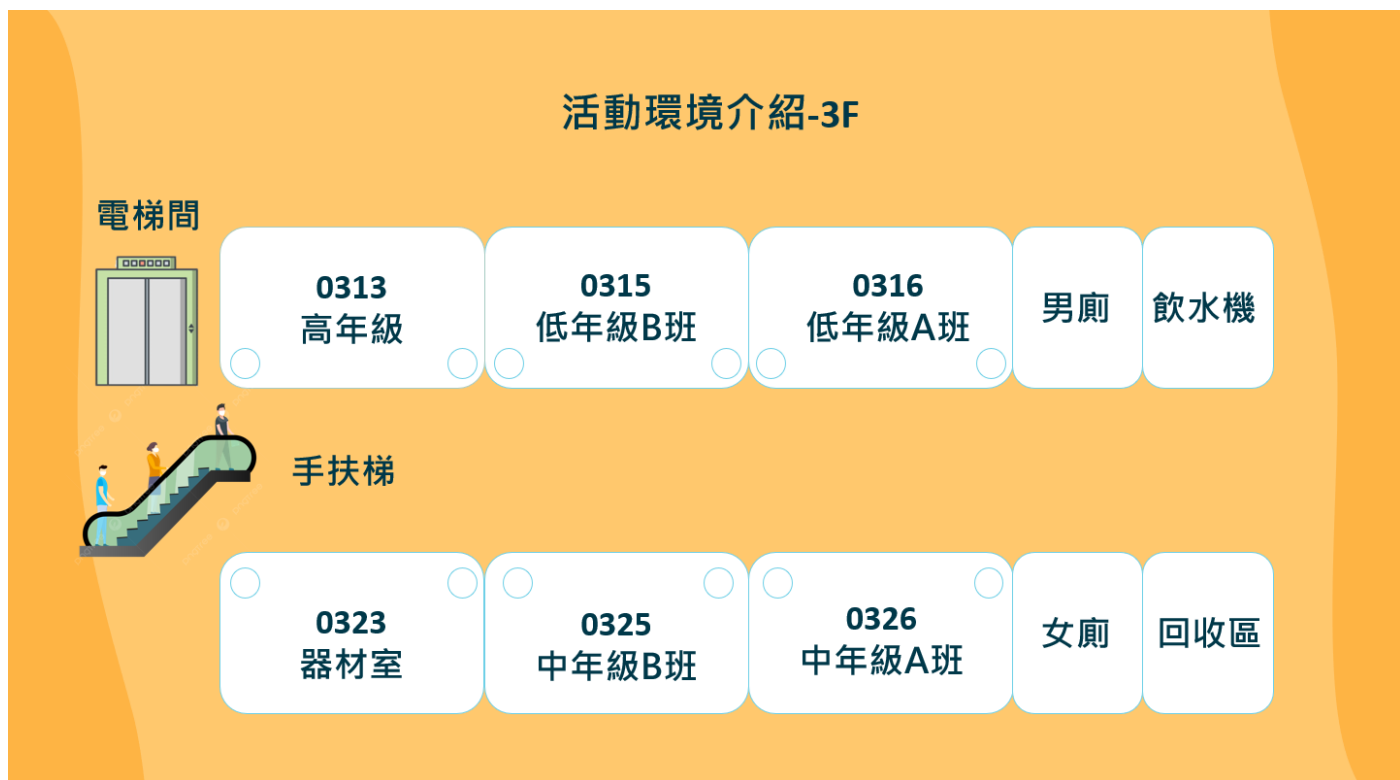 活動環境介紹-3F
電梯間
0313
高年級
0315
低年級B班
0316
低年級A班
男廁
飲水機
手扶梯
0323
器材室
0325
中年級B班
0326
中年級A班
女廁
回收區